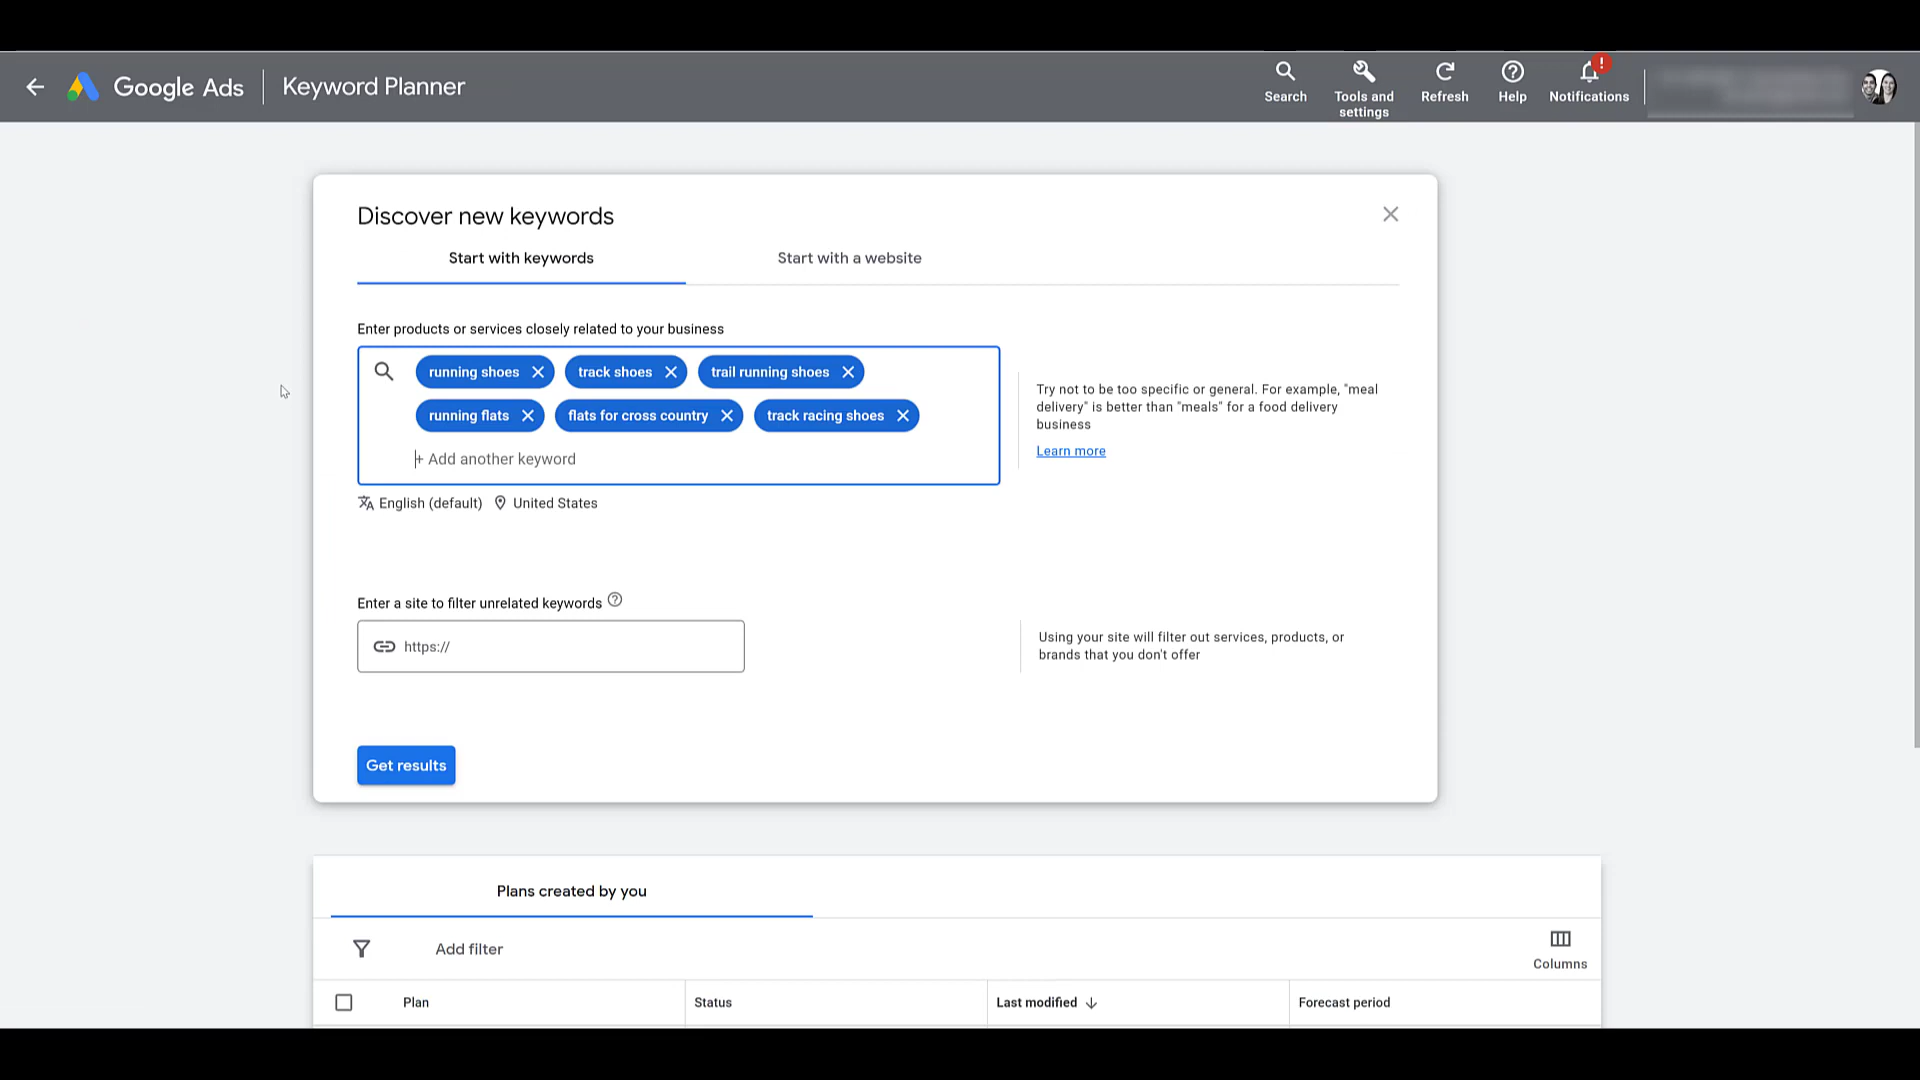 Google Ads Keyword Planner
Search
Tools and settings
Refresh
Help
!
Notifications
Discover new keywords
Start with keywords
Start with a website
Enter products or services closely related to your business
running shoes
track shoes
trail running shoes
running flats
flats for cross country
track racing shoes
+ Add another keyword
Try not to be too specific or general. For example, "meal
delivery" is better than "meals" for a food delivery
business
Learn more
English (default)
United States
Enter a site to filter unrelated keywords
https://
Using your site will filter out services, products, or
brands that you don't offer
Get results
Plans created by you
Add filter
Columns
Plan
Status
Last modified
Forecast period